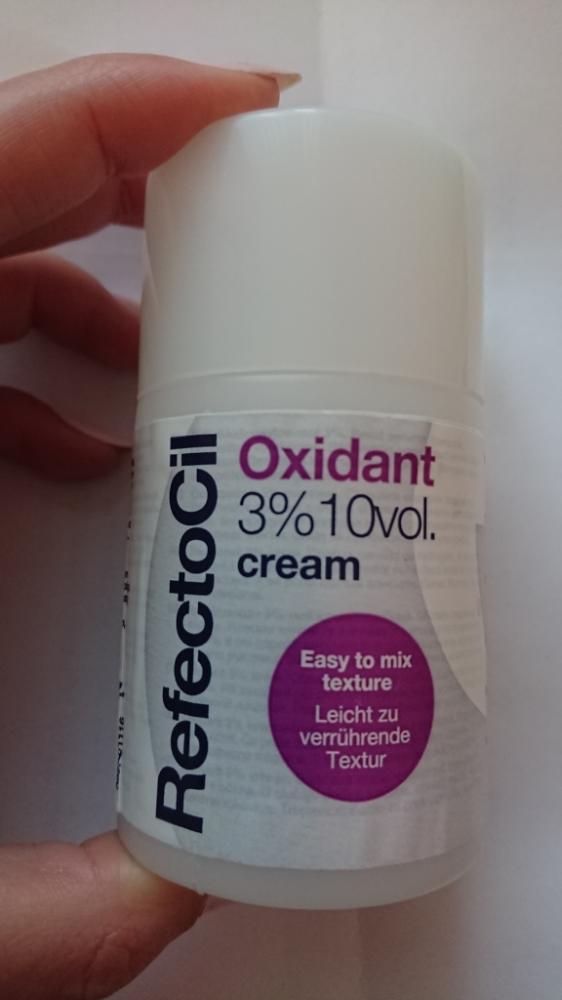 RefectoCil
Oxidant
3%10vol.
cream
Easy to mix
texture
Leicht zu
verrührende
Textur